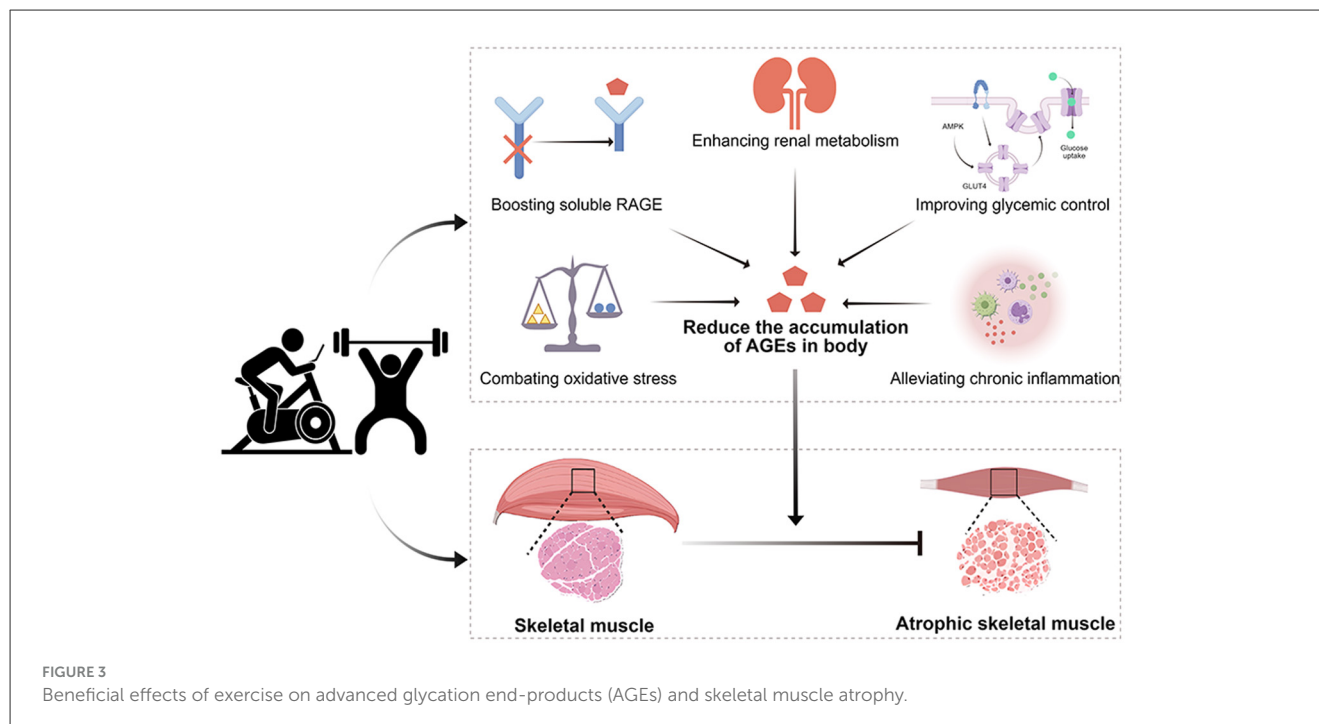 Enhancing renal metabolism
AMPK
Glucose
uptake
GLUT4
Boosting soluble RAGE
Improving glycemic control
Reduce the accumulation
of AGEs in body
Combating oxidative stress
Alleviating chronic inflammation
Skeletal muscle
Atrophic skeletal muscle
FIGURE 3
Beneficial effects of exercise on advanced glycation end-products (AGEs) and skeletal muscle atrophy.